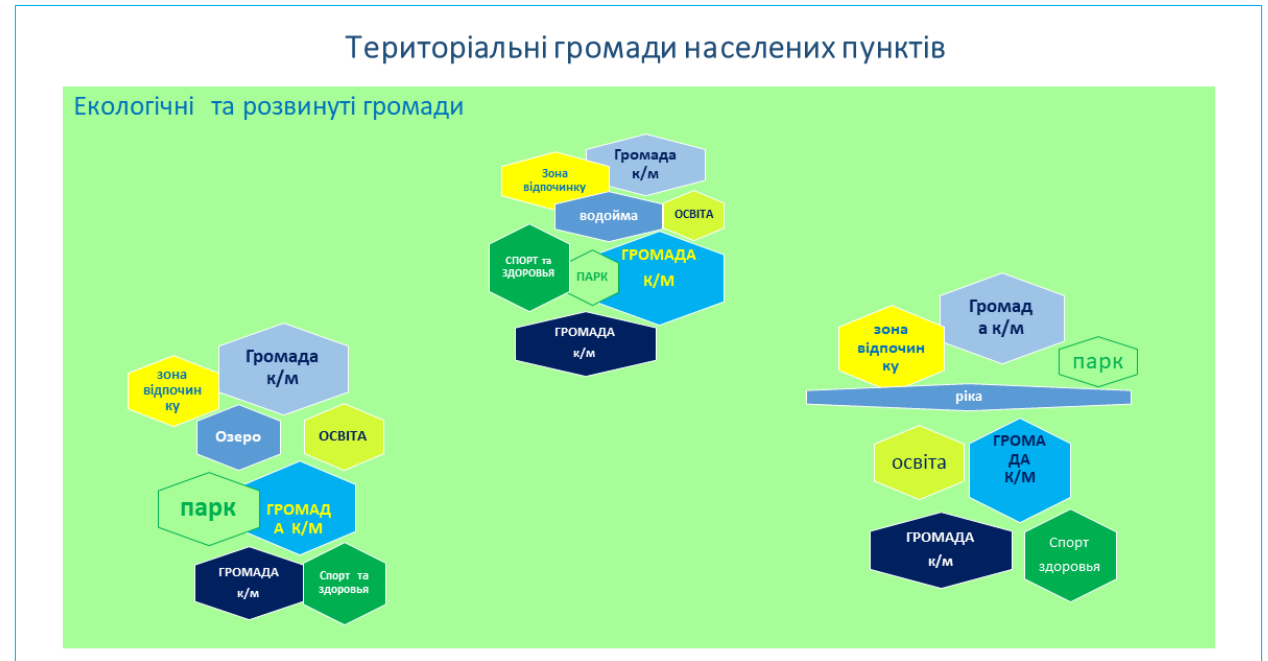 Територіальні громади населених пунктів
Екологічні та розвинуті громади
Громада
к/м
Зона
відпочинку
водойма
ОСВІТА
СПОРТ та
ЗДОРОВЬЯ
ПАРК
ГРОМАДА
К/М
ГРОМАДА
к/м
Громада
к/м
зона
відпочин
ку
Озеро
ОСВІТА
парк
ГРОМАД
А К/М
ГРОМАДА
к/м
Спорт та
здоровья
Громад
а к/м
зона
відпочин
ку
парк
ріка
освіта
ГРОМА
ДА
К/М
ГРОМАДА
к/м
Спорт
здоровья